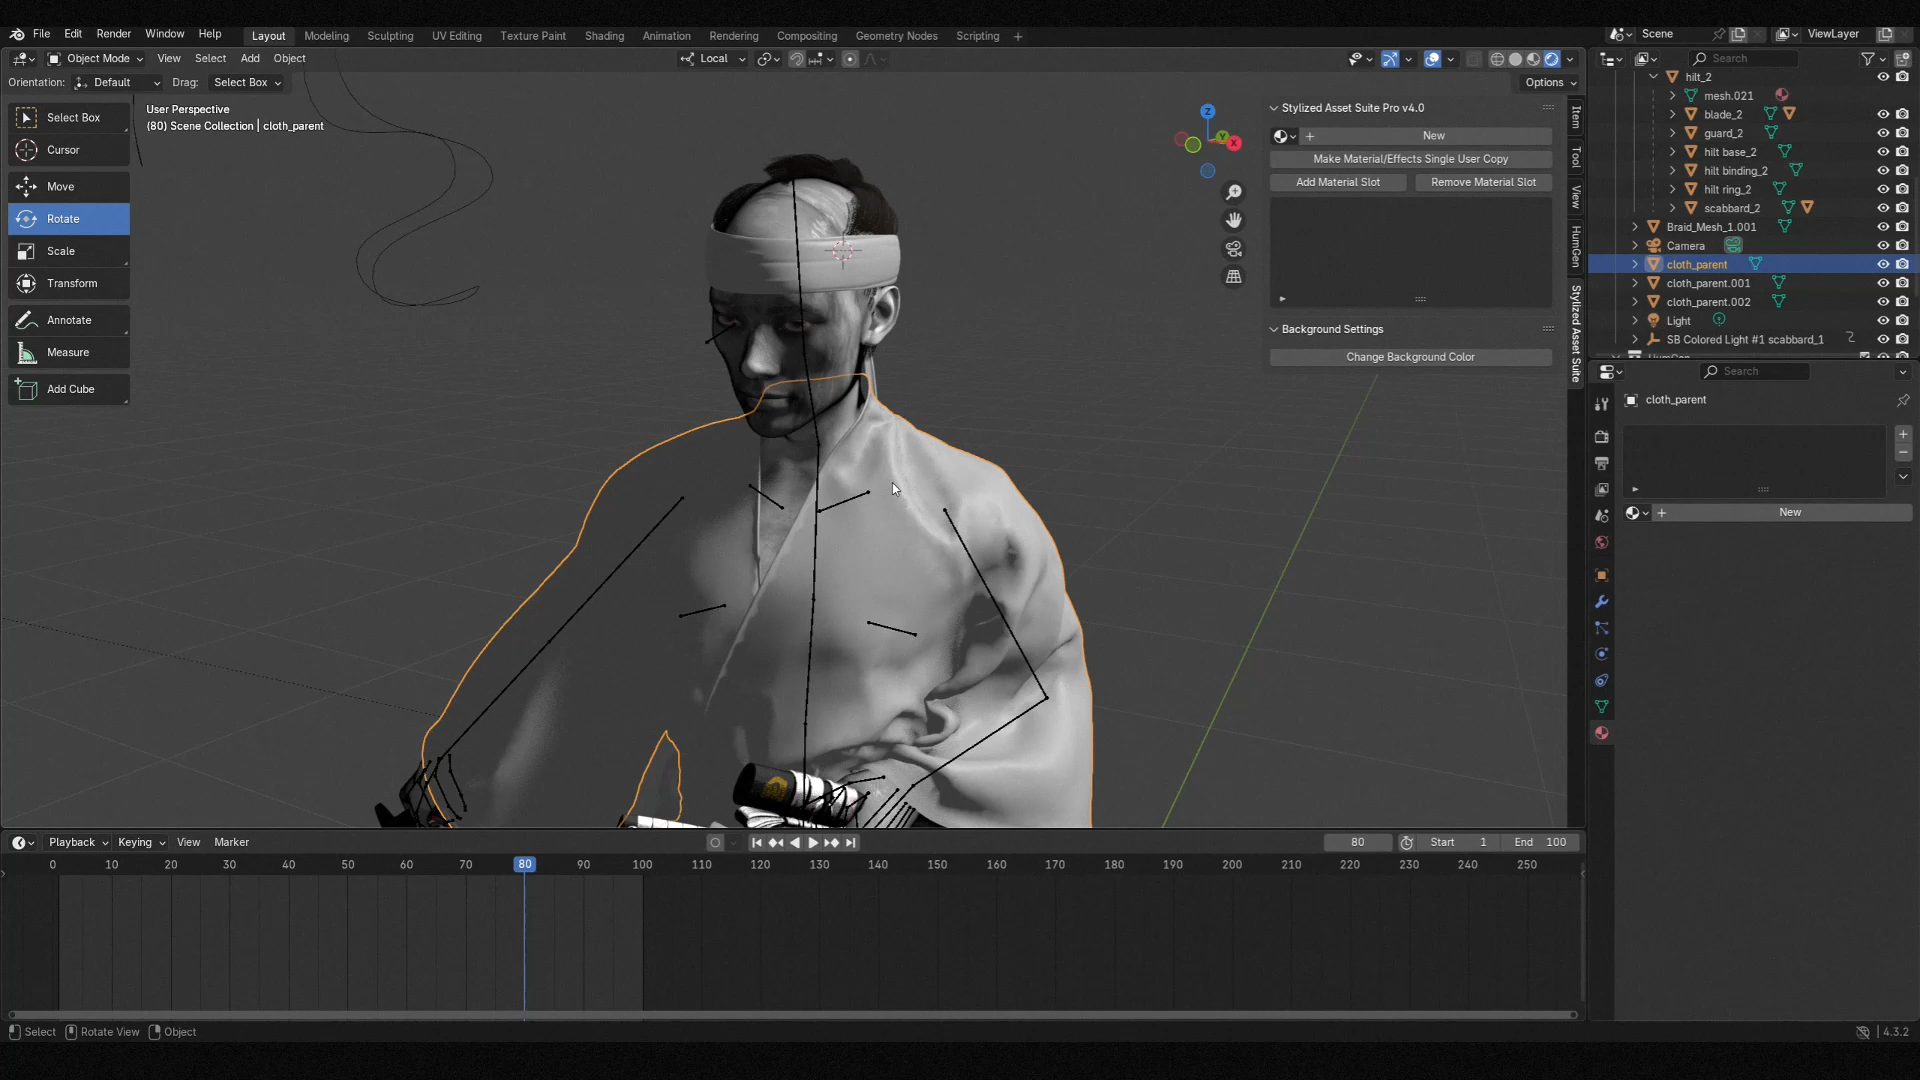 File Edit Render Window Help Layout Modeling Sculpting UV Editing Texture Paint Shading Animation Rendering Compositing Geometry Nodes Scripting + Scene ViewLayer
Object Mode View Select Add Object Local Search
Orientation: Default Drag: Select Box Options
User Perspective
(80) Scene Collection | cloth_parent
Select Box
Cursor
Move
Rotate
Scale
Transform
Annotate
Measure
Add Cube
Z
Y
X
Stylized Asset Suite Pro v4.0
+ New
Make Material/Effects Single User Copy
Add Material Slot Remove Material Slot
Background Settings
Change Background Color
Item
Tool
View
HumGen
Stylized Asset Suite
hilt_2
mesh.021
blade_2
guard_2
hilt base_2
hilt binding_2
hilt ring_2
scabbard_2
Braid_Mesh_1.001
Camera
cloth_parent
cloth_parent.001
cloth_parent.002
Light
SB Colored Light #1 scabbard_1
HumGen
Search
cloth_parent
+ New
Playback Keying View Marker 80 Start 1 End 100
0 10 20 30 40 50 60 70 80 90 100 110 120 130 140 150 160 170 180 190 200 210 220 230 240 250
Select Rotate View Object 4.3.2